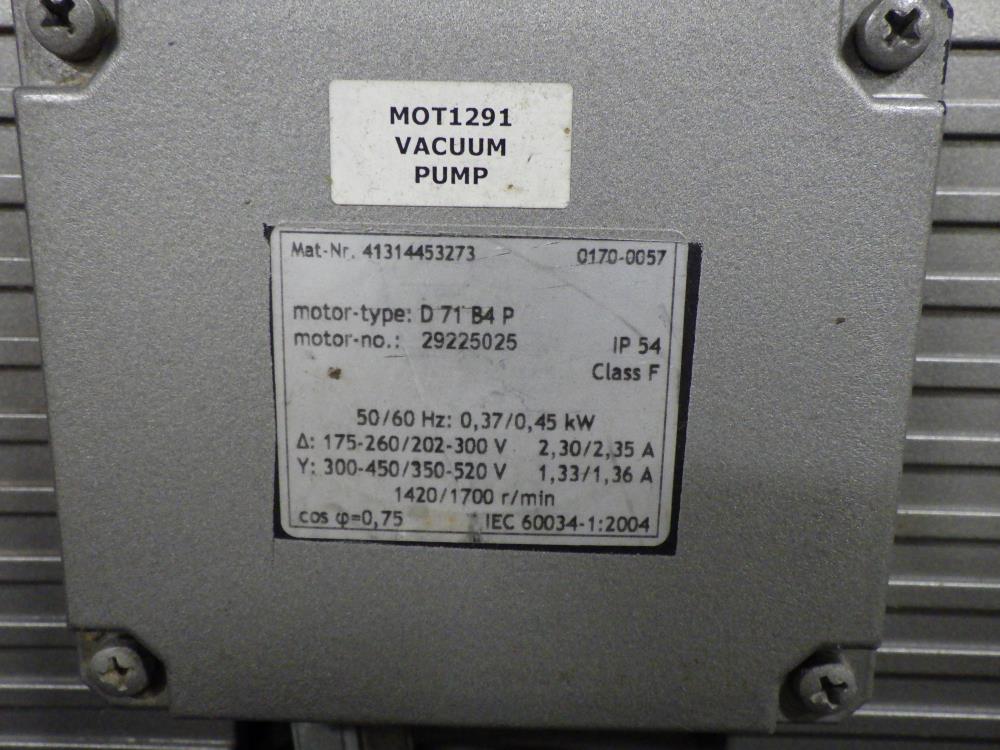 MOT1291
VACUUM
PUMP
Mat-Nr. 41314453273 0170-0057
motor-type: D 71 B4 P
motor-no.: 29225025 IP 54
Class F
50/60 Hz: 0,37/0,45 kW
Δ: 175-260/202-300 V 2,30/2,35 A
Y: 300-450/350-520 V 1,33/1,36 A
1420/1700 r/min
cos φ=0,75 IEC 60034-1:2004